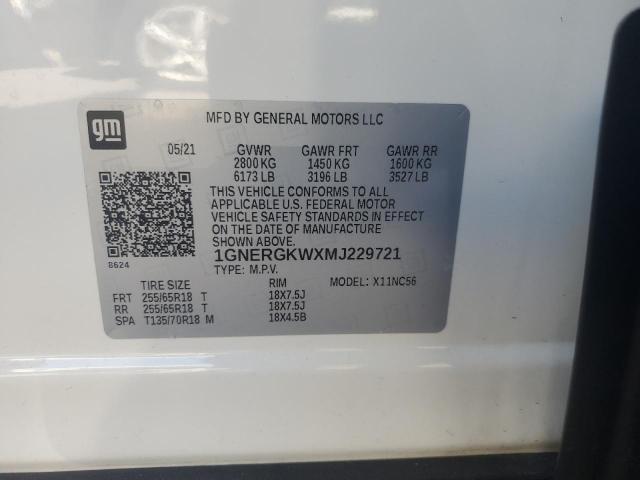 gm
MFD BY GENERAL MOTORS LLC
05/21 GVWR GAWR FRT GAWR RR
2800 KG 1450 KG 1600 KG
6173 LB 3196 LB 3527 LB
THIS VEHICLE CONFORMS TO ALL
APPLICABLE U.S. FEDERAL MOTOR
VEHICLE SAFETY STANDARDS IN EFFECT
ON THE DATE OF MANUFACTURE
SHOWN ABOVE.
8624
1GNERGKWXMJ229721
TYPE: M.P.V.
TIRE SIZE RIM MODEL: X11NC56
FRT 255/65R18 T 18X7.5J
RR 255/65R18 T 18X7.5J
SPA T135/70R18 M 18X4.5B